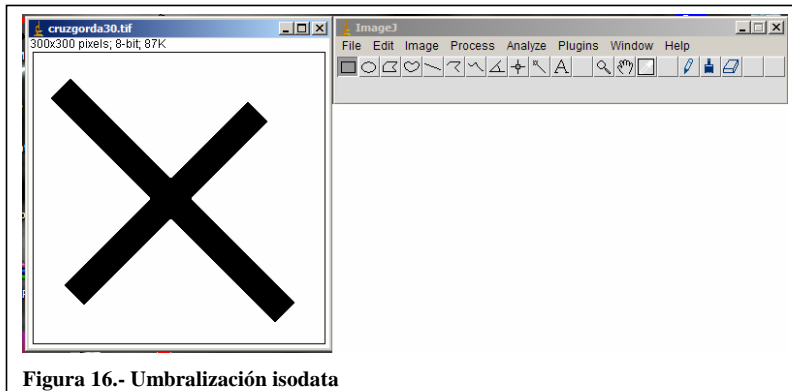 cruzgorda30.tif
300x300 pixels; 8-bit; 87K
ImageJ
File Edit Image Process Analyze Plugins Window Help
A
Figura 16.- Umbralización isodata